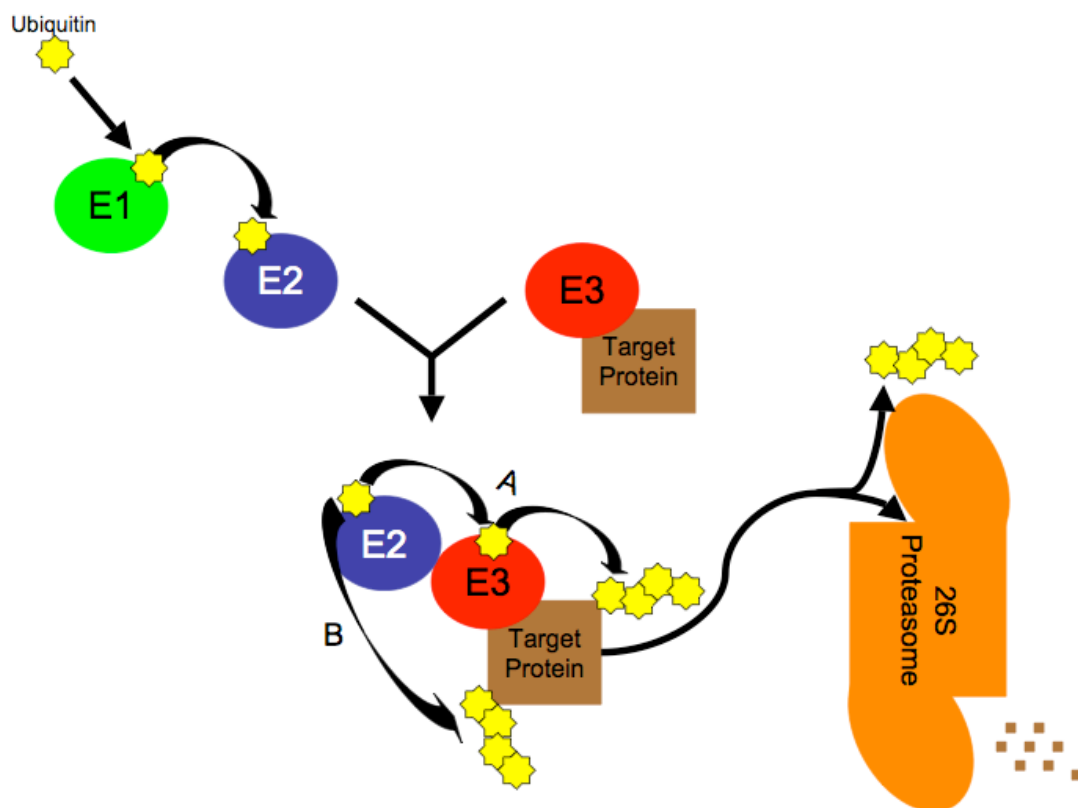 Ubiquitin
E1
E2
E3
Target
Protein
A
E2
E3
B
Target
Protein
26S
Proteasome